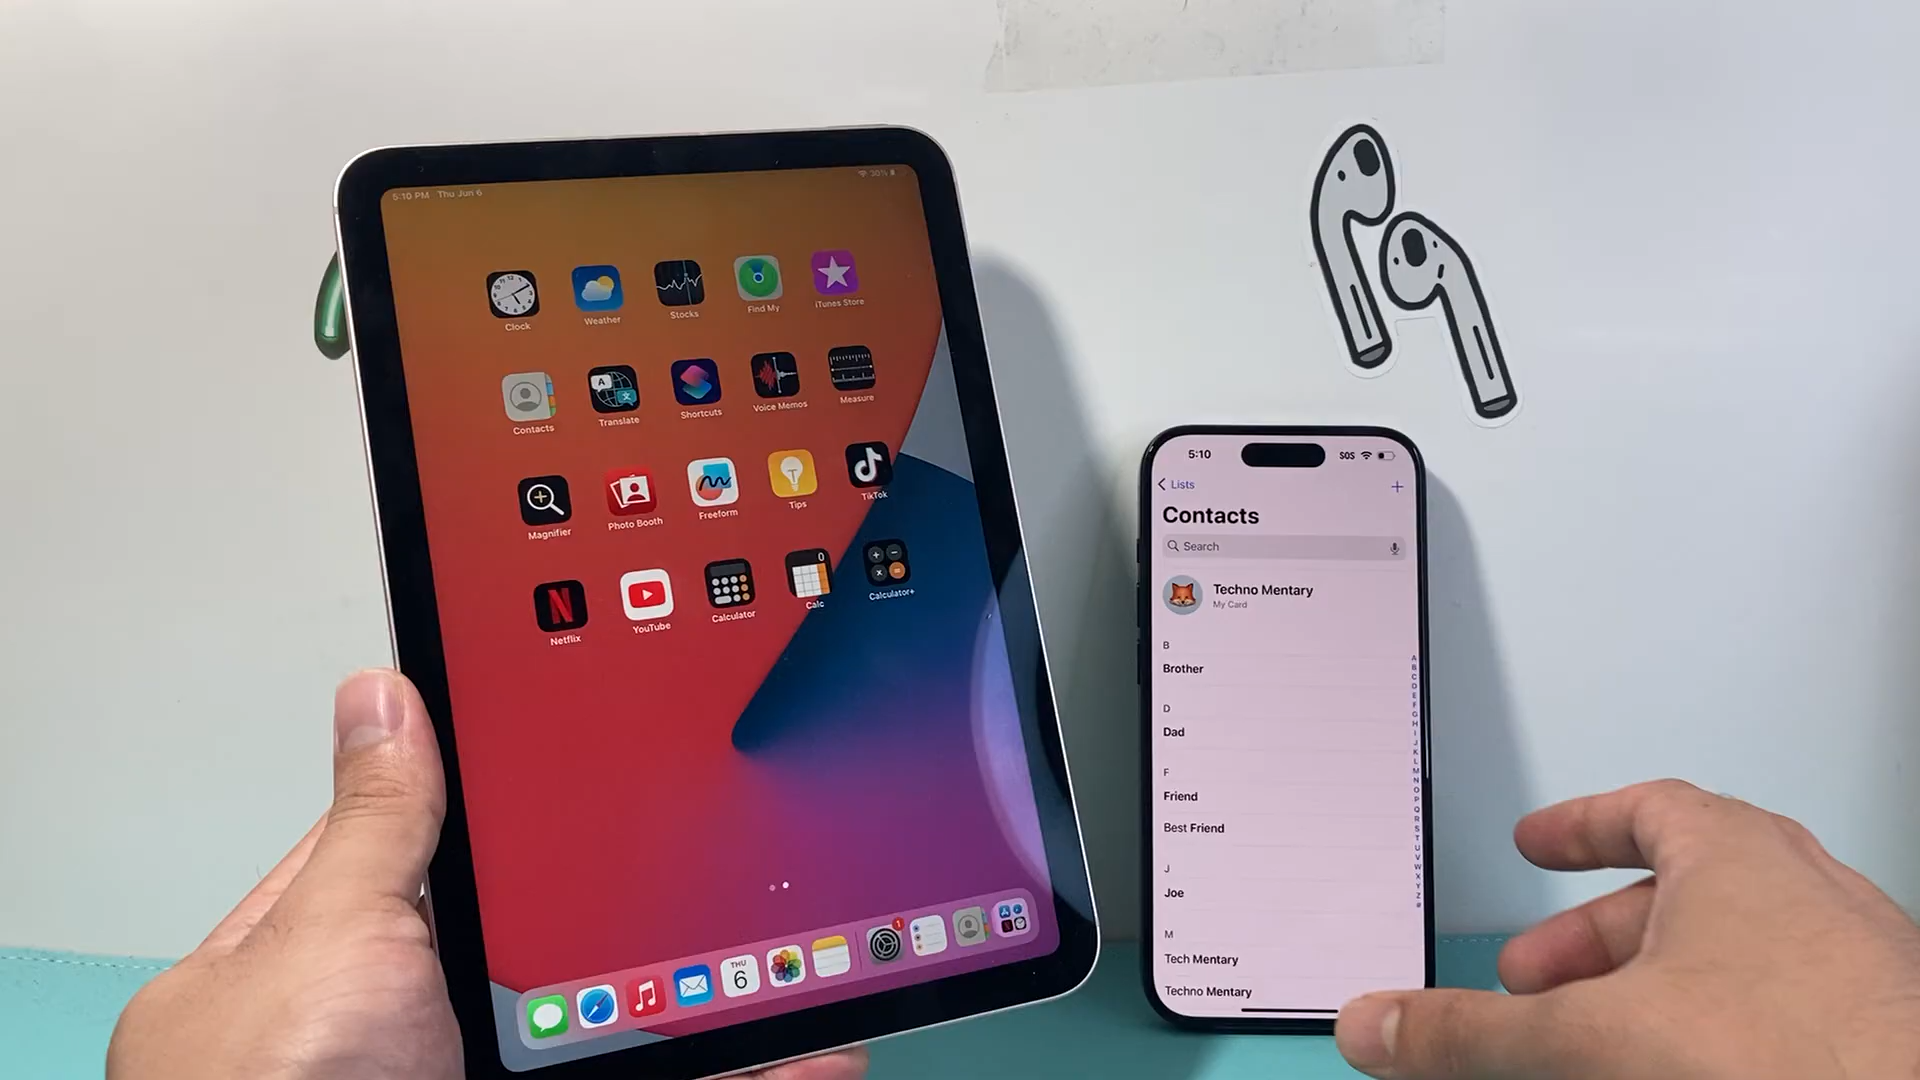 5:10 PM Thu Jun 6
30%
Clock
Weather
Stocks
Find My
iTunes Store
Contacts
A
Translate
Shortcuts
Voice Memos
Measure
Magnifier
Photo Booth
Freeform
Tips
TikTok
N
0
Netflix
YouTube
Calculator
Calc
Calculator+
THU
6
1
5:10
SOS
Lists
+
Contacts
Search
Techno Mentary
My Card
B
Brother
D
Dad
F
Friend
Best Friend
J
Joe
M
Tech Mentary
Techno Mentary
A
B
C
D
E
F
G
H
I
J
K
L
M
N
O
P
Q
R
S
T
U
V
W
X
Y
Z
#